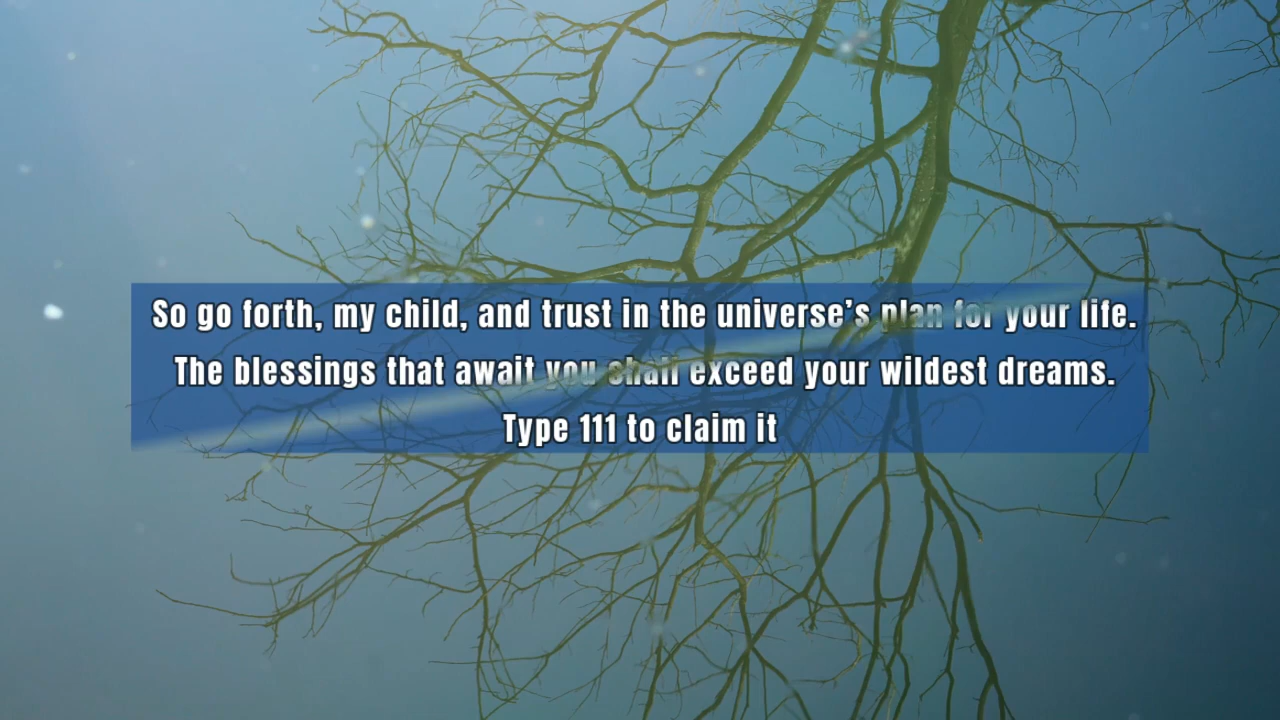 So go forth, my child, and trust in the universe’s plan for your life.
The blessings that await you shall exceed your wildest dreams.
Type 111 to claim it